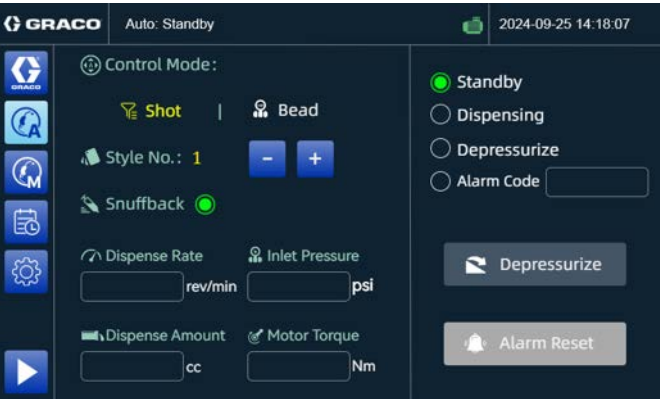 GRACO
Auto: Standby
2024-09-25 14:18:07
GRACO
A
M
Control Mode:
Shot | Bead
Style No.: 1
- +
Snuffback
Dispense Rate
Inlet Pressure
rev/min
psi
Dispense Amount
Motor Torque
cc
Nm
Standby
Dispensing
Depressurize
Alarm Code
Depressurize
Alarm Reset